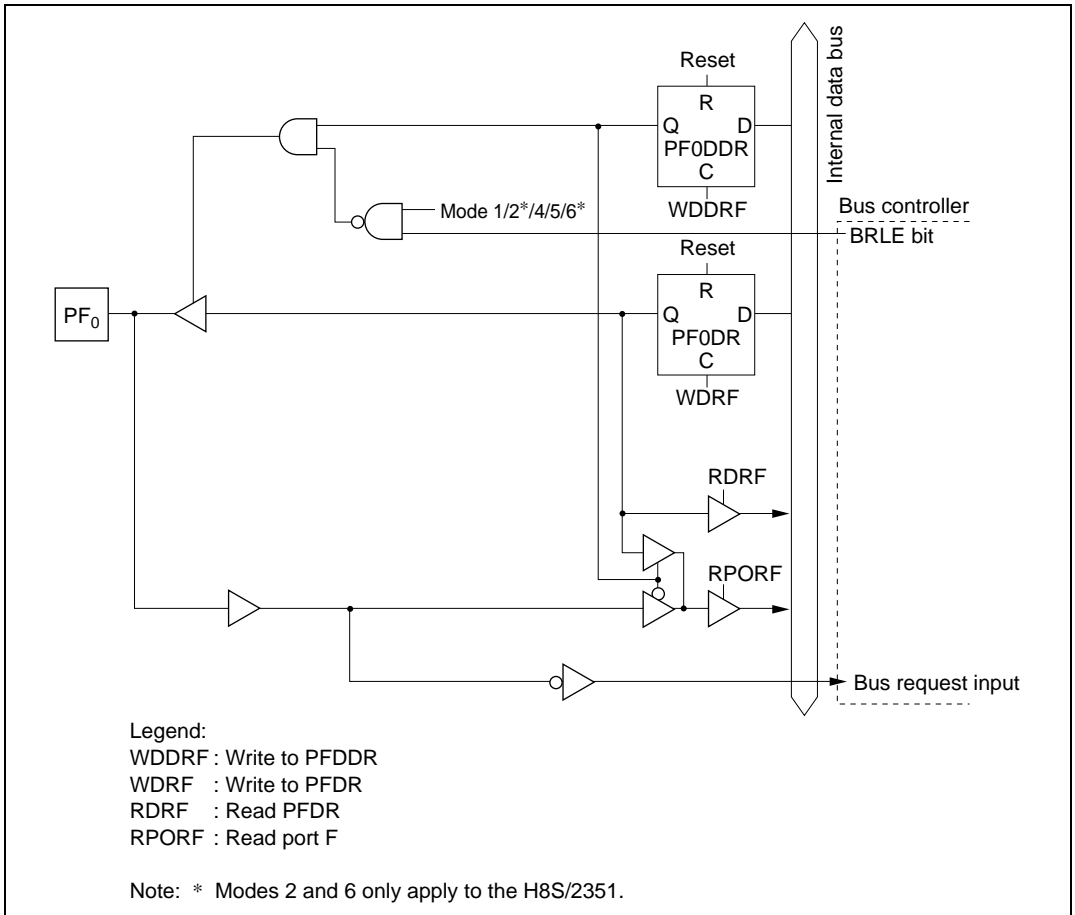 Reset
R
Q D
PF0DDR
C
WDDRF
Internal data bus
Mode 1/2*/4/5/6*
Bus controller
BRLE bit
Reset
R
Q D
PF0DR
C
WDRF
PF0
RDRF
RPORF
Bus request input
Legend:
WDDRF : Write to PFDDR
WDRF : Write to PFDR
RDRF : Read PFDR
RPORF : Read port F
Note: * Modes 2 and 6 only apply to the H8S/2351.